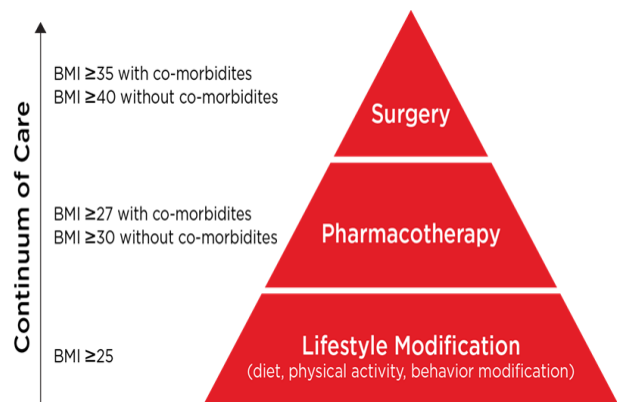 Continuum of Care
BMI ≥35 with co-morbidites
BMI ≥40 without co-morbidites
Surgery
BMI ≥27 with co-morbidites
BMI ≥30 without co-morbidites
Pharmacotherapy
BMI ≥25
Lifestyle Modification
(diet, physical activity, behavior modification)